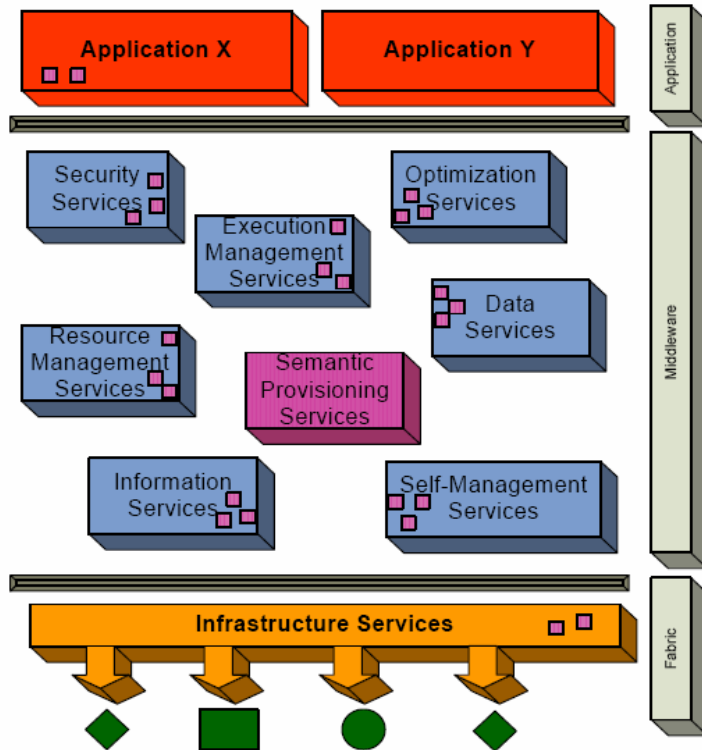 Application X
Application Y
Application
Security
Services
Optimization
Services
Execution
Management
Services
Data
Services
Resource
Management
Services
Semantic
Provisioning
Services
Information
Services
Self-Management
Services
Middleware
Infrastructure Services
Fabric